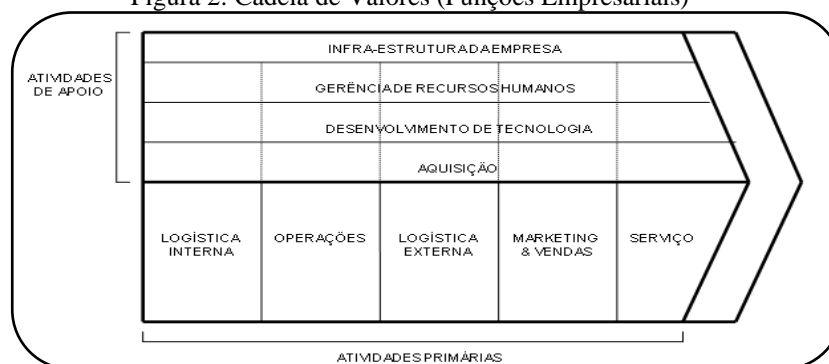 Figura 2: Cadeia de Valores (Funções Empresariais)
INFRA-ESTRUTURA DA EMPRESA
ATIVIDADES
DE APOIO
GERÊNCIA DE RECURSOS HUMANOS
DESENVOLVIMENTO DE TECNOLOGIA
AQUISIÇÃO
LOGÍSTICA
INTERNA
OPERAÇÕES
LOGÍSTICA
EXTERNA
MARKETING
& VENDAS
SERVIÇO
ATIVIDADES PRIMÁRIAS